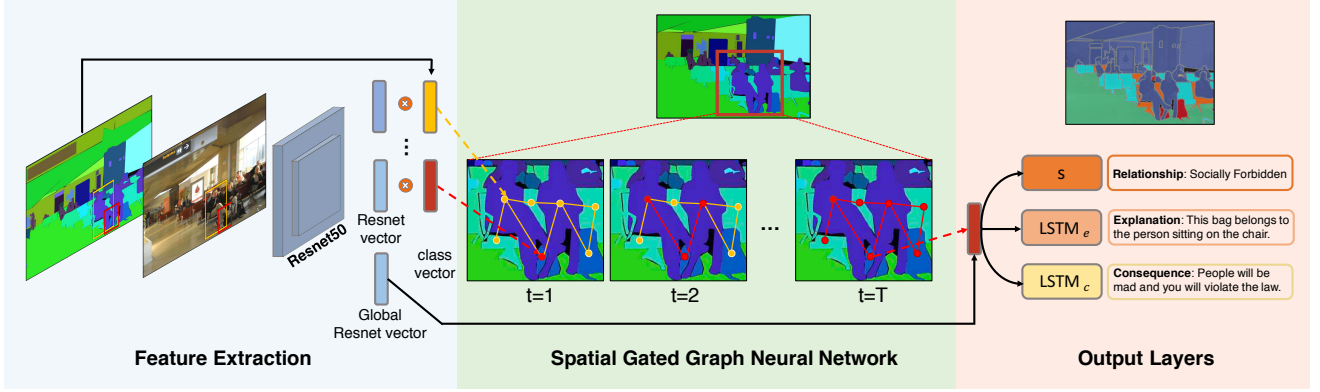 Resnet50
Resnet
vector
class
vector
Global
Resnet vector
Feature Extraction
t=1
t=2
...
t=T
Spatial Gated Graph Neural Network
S
Relationship: Socially Forbidden
LSTM e
Explanation: This bag belongs to
the person sitting on the chair.
LSTM c
Consequence: People will be
mad and you will violate the law.
Output Layers